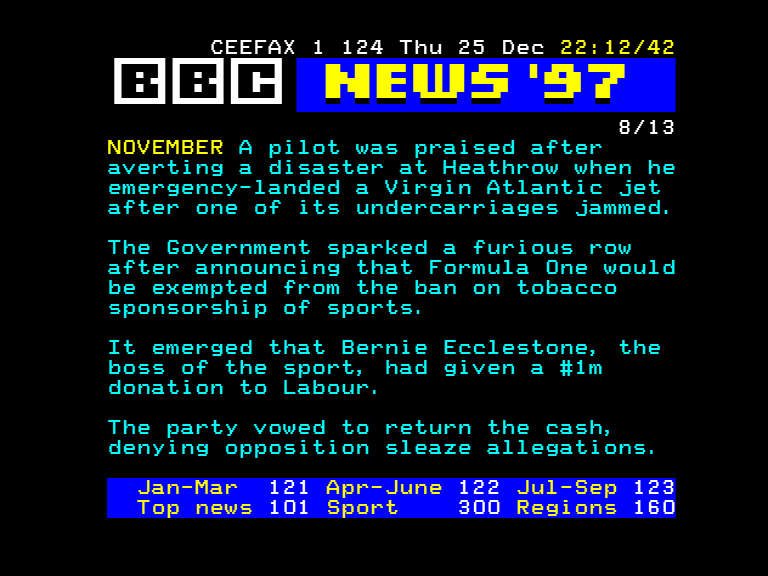 CEEFAX 1 124 Thu 25 Dec 22:12/42
BBC NEWS '97
8/13
NOVEMBER A pilot was praised after
averting a disaster at Heathrow when he
emergency-landed a Virgin Atlantic jet
after one of its undercarriages jammed.
The Government sparked a furious row
after announcing that Formula One would
be exempted from the ban on tobacco
sponsorship of sports.
It emerged that Bernie Ecclestone, the
boss of the sport, had given a #1m
donation to Labour.
The party vowed to return the cash,
denying opposition sleaze allegations.
Jan-Mar 121 Apr-June 122 Jul-Sep 123
Top news 101 Sport 300 Regions 160